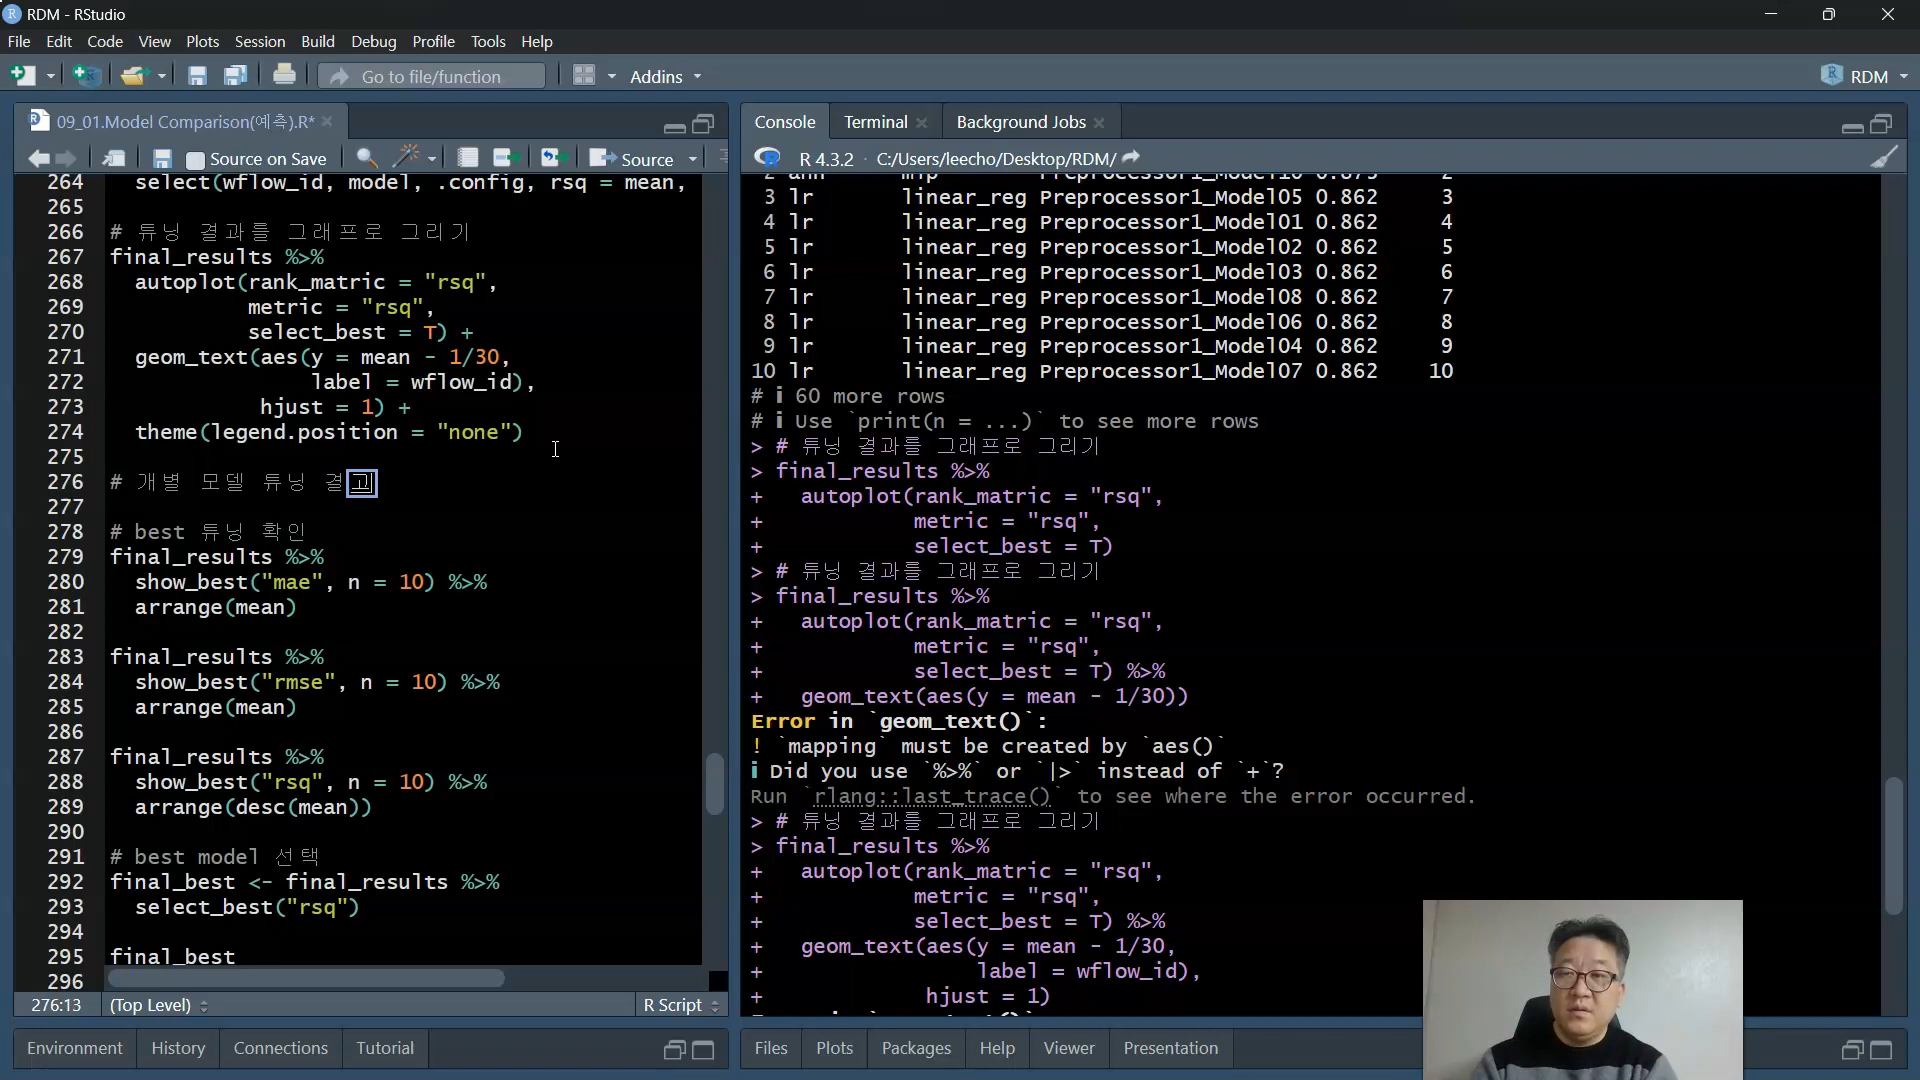 RDM - RStudio
File Edit Code View Plots Session Build Debug Profile Tools Help
Go to file/function
Addins
RDM
09_01.Model Comparison(예측).R*
Source on Save
Source
264 select(wflow_id, model, .config, rsq = mean,
265
266 # 튜닝 결과를 그래프로 그리기
267 final_results %>%
268 autoplot(rank_matric = "rsq",
269 metric = "rsq",
270 select_best = T) +
271 geom_text(aes(y = mean - 1/30,
272 label = wflow_id),
273 hjust = 1) +
274 theme(legend.position = "none")
275
276 # 개별 모델 튜닝 결고
277
278 # best 튜닝 확인
279 final_results %>%
280 show_best("mae", n = 10) %>%
281 arrange(mean)
282
283 final_results %>%
284 show_best("rmse", n = 10) %>%
285 arrange(mean)
286
287 final_results %>%
288 show_best("rsq", n = 10) %>%
289 arrange(desc(mean))
290
291 # best model 선택
292 final_best <- final_results %>%
293 select_best("rsq")
294
295 final_best
296
276:13 (Top Level) R Script
Environment History Connections Tutorial
Console Terminal Background Jobs
R 4.3.2 · C:/Users/leecho/Desktop/RDM/
3 lr linear_reg Preprocessor1_Model05 0.862 3
4 lr linear_reg Preprocessor1_Model01 0.862 4
5 lr linear_reg Preprocessor1_Model02 0.862 5
6 lr linear_reg Preprocessor1_Model03 0.862 6
7 lr linear_reg Preprocessor1_Model08 0.862 7
8 lr linear_reg Preprocessor1_Model06 0.862 8
9 lr linear_reg Preprocessor1_Model04 0.862 9
10 lr linear_reg Preprocessor1_Model07 0.862 10
# ℹ 60 more rows
# ℹ Use `print(n = ...)` to see more rows
> # 튜닝 결과를 그래프로 그리기
> final_results %>%
+ autoplot(rank_matric = "rsq",
+ metric = "rsq",
+ select_best = T)
> # 튜닝 결과를 그래프로 그리기
> final_results %>%
+ autoplot(rank_matric = "rsq",
+ metric = "rsq",
+ select_best = T) %>%
+ geom_text(aes(y = mean - 1/30))
Error in `geom_text()`:
! `mapping` must be created by `aes()`
ℹ Did you use `%>%` or `|>` instead of `+`?
Run `rlang::last_trace()` to see where the error occurred.
> # 튜닝 결과를 그래프로 그리기
> final_results %>%
+ autoplot(rank_matric = "rsq",
+ metric = "rsq",
+ select_best = T) %>%
+ geom_text(aes(y = mean - 1/30,
+ label = wflow_id),
+ hjust = 1)
Files Plots Packages Help Viewer Presentation